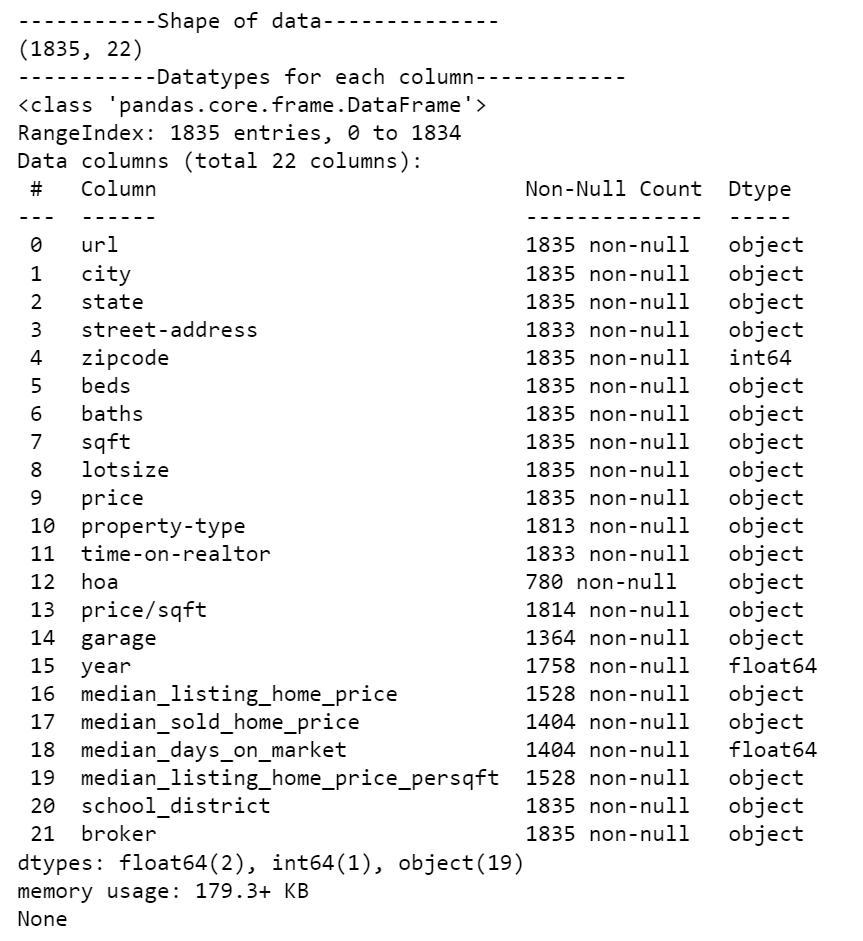 -----------Shape of data--------------
(1835, 22)
-----------Datatypes for each column------------
<class 'pandas.core.frame.DataFrame'>
RangeIndex: 1835 entries, 0 to 1834
Data columns (total 22 columns):
 #   Column                             Non-Null Count  Dtype
---  ------                             --------------  -----
 0   url                                1835 non-null   object
 1   city                               1835 non-null   object
 2   state                              1835 non-null   object
 3   street-address                     1833 non-null   object
 4   zipcode                            1835 non-null   int64
 5   beds                               1835 non-null   object
 6   baths                              1835 non-null   object
 7   sqft                               1835 non-null   object
 8   lotsize                            1835 non-null   object
 9   price                              1835 non-null   object
 10  property-type                      1813 non-null   object
 11  time-on-realtor                    1833 non-null   object
 12  hoa                                780 non-null    object
 13  price/sqft                         1814 non-null   object
 14  garage                             1364 non-null   object
 15  year                               1758 non-null   float64
 16  median_listing_home_price          1528 non-null   object
 17  median_sold_home_price             1404 non-null   object
 18  median_days_on_market              1404 non-null   float64
 19  median_listing_home_price_persqft  1528 non-null   object
 20  school_district                    1835 non-null   object
 21  broker                             1835 non-null   object
dtypes: float64(2), int64(1), object(19)
memory usage: 179.3+ KB
None